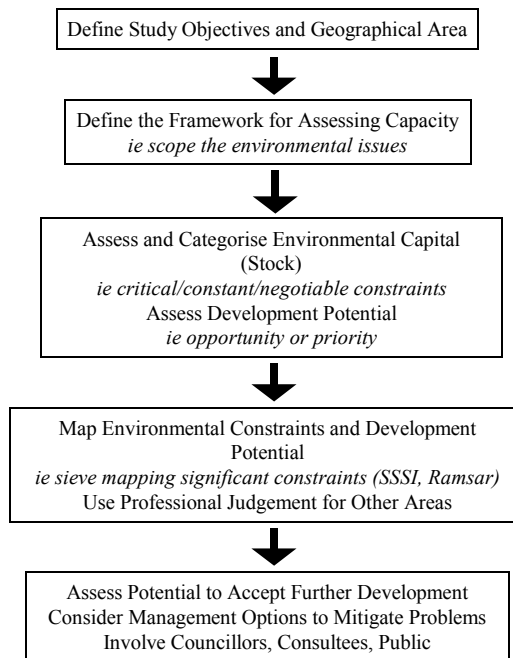 Define Study Objectives and Geographical Area
Define the Framework for Assessing Capacity
ie scope the environmental issues
Assess and Categorise Environmental Capital
(Stock)
ie critical/constant/negotiable constraints
Assess Development Potential
ie opportunity or priority
Map Environmental Constraints and Development
Potential
ie sieve mapping significant constraints (SSSI, Ramsar)
Use Professional Judgement for Other Areas
Assess Potential to Accept Further Development
Consider Management Options to Mitigate Problems
Involve Councillors, Consultees, Public